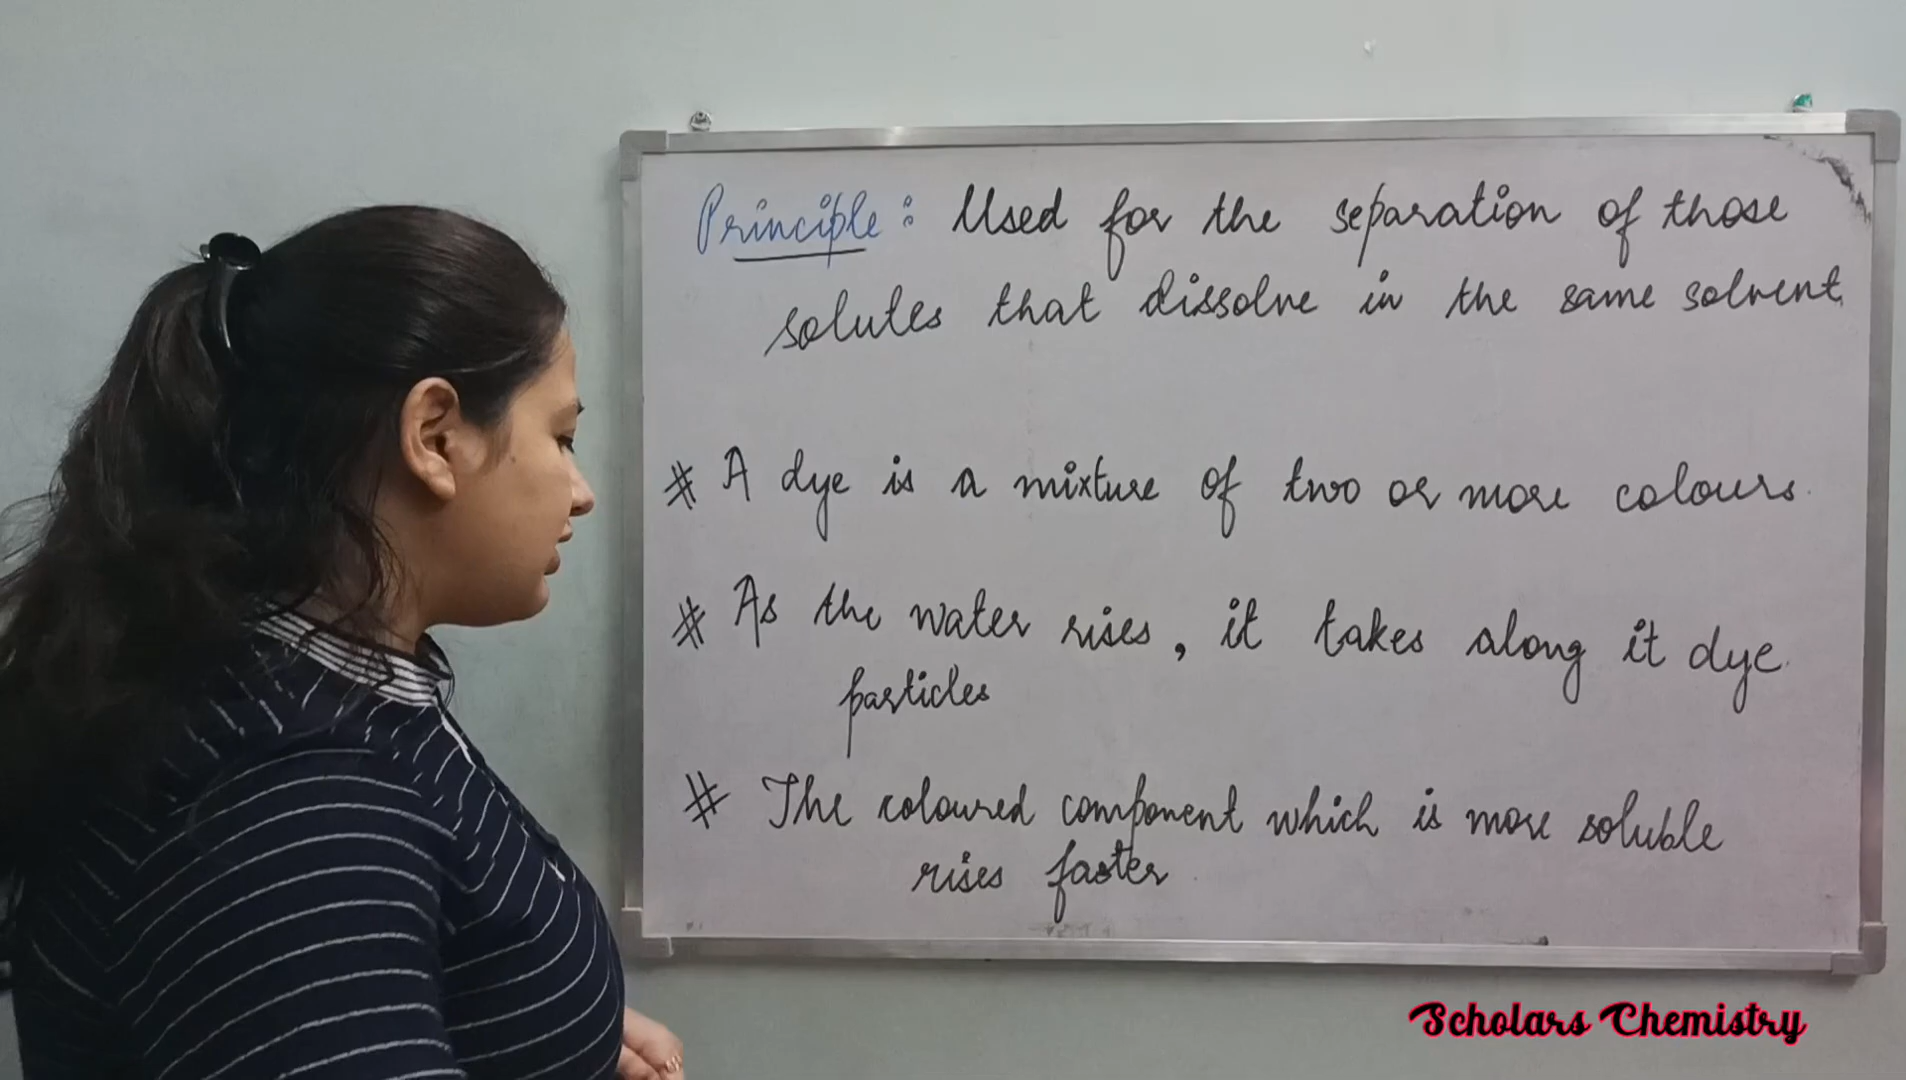 Principle: Used for the separation of those
solutes that dissolve in the same solvent.
# A dye is a mixture of two or more colours.
# As the water rises, it takes along it dye
particles
# The coloured component which is more soluble
rises faster.
Scholars Chemistry